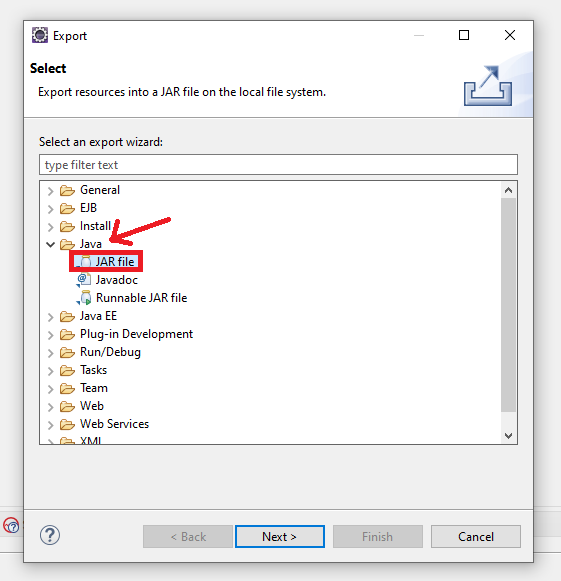 Export
Select
Export resources into a JAR file on the local file system.
Select an export wizard:
type filter text
General
EJB
Install
Java
JAR file
Javadoc
Runnable JAR file
Java EE
Plug-in Development
Run/Debug
Tasks
Team
Web
Web Services
XML
?
< Back
Next >
Finish
Cancel